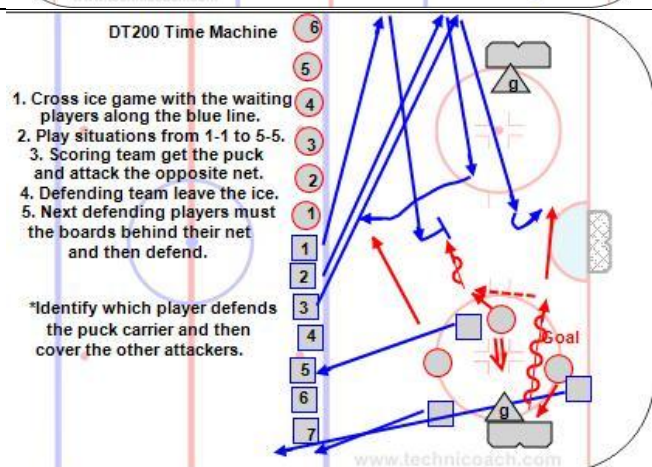 DT200 Time Machine
1. Cross ice game with the waiting
players along the blue line.
2. Play situations from 1-1 to 5-5.
3. Scoring team get the puck
and attack the opposite net.
4. Defending team leave the ice.
5. Next defending players must
the boards behind their net
and then defend.
*Identify which player defends
the puck carrier and then
cover the other attackers.
6
5
4
3
2
1
1
2
3
4
5
6
7
g
Goal
g
www.technicoach.com